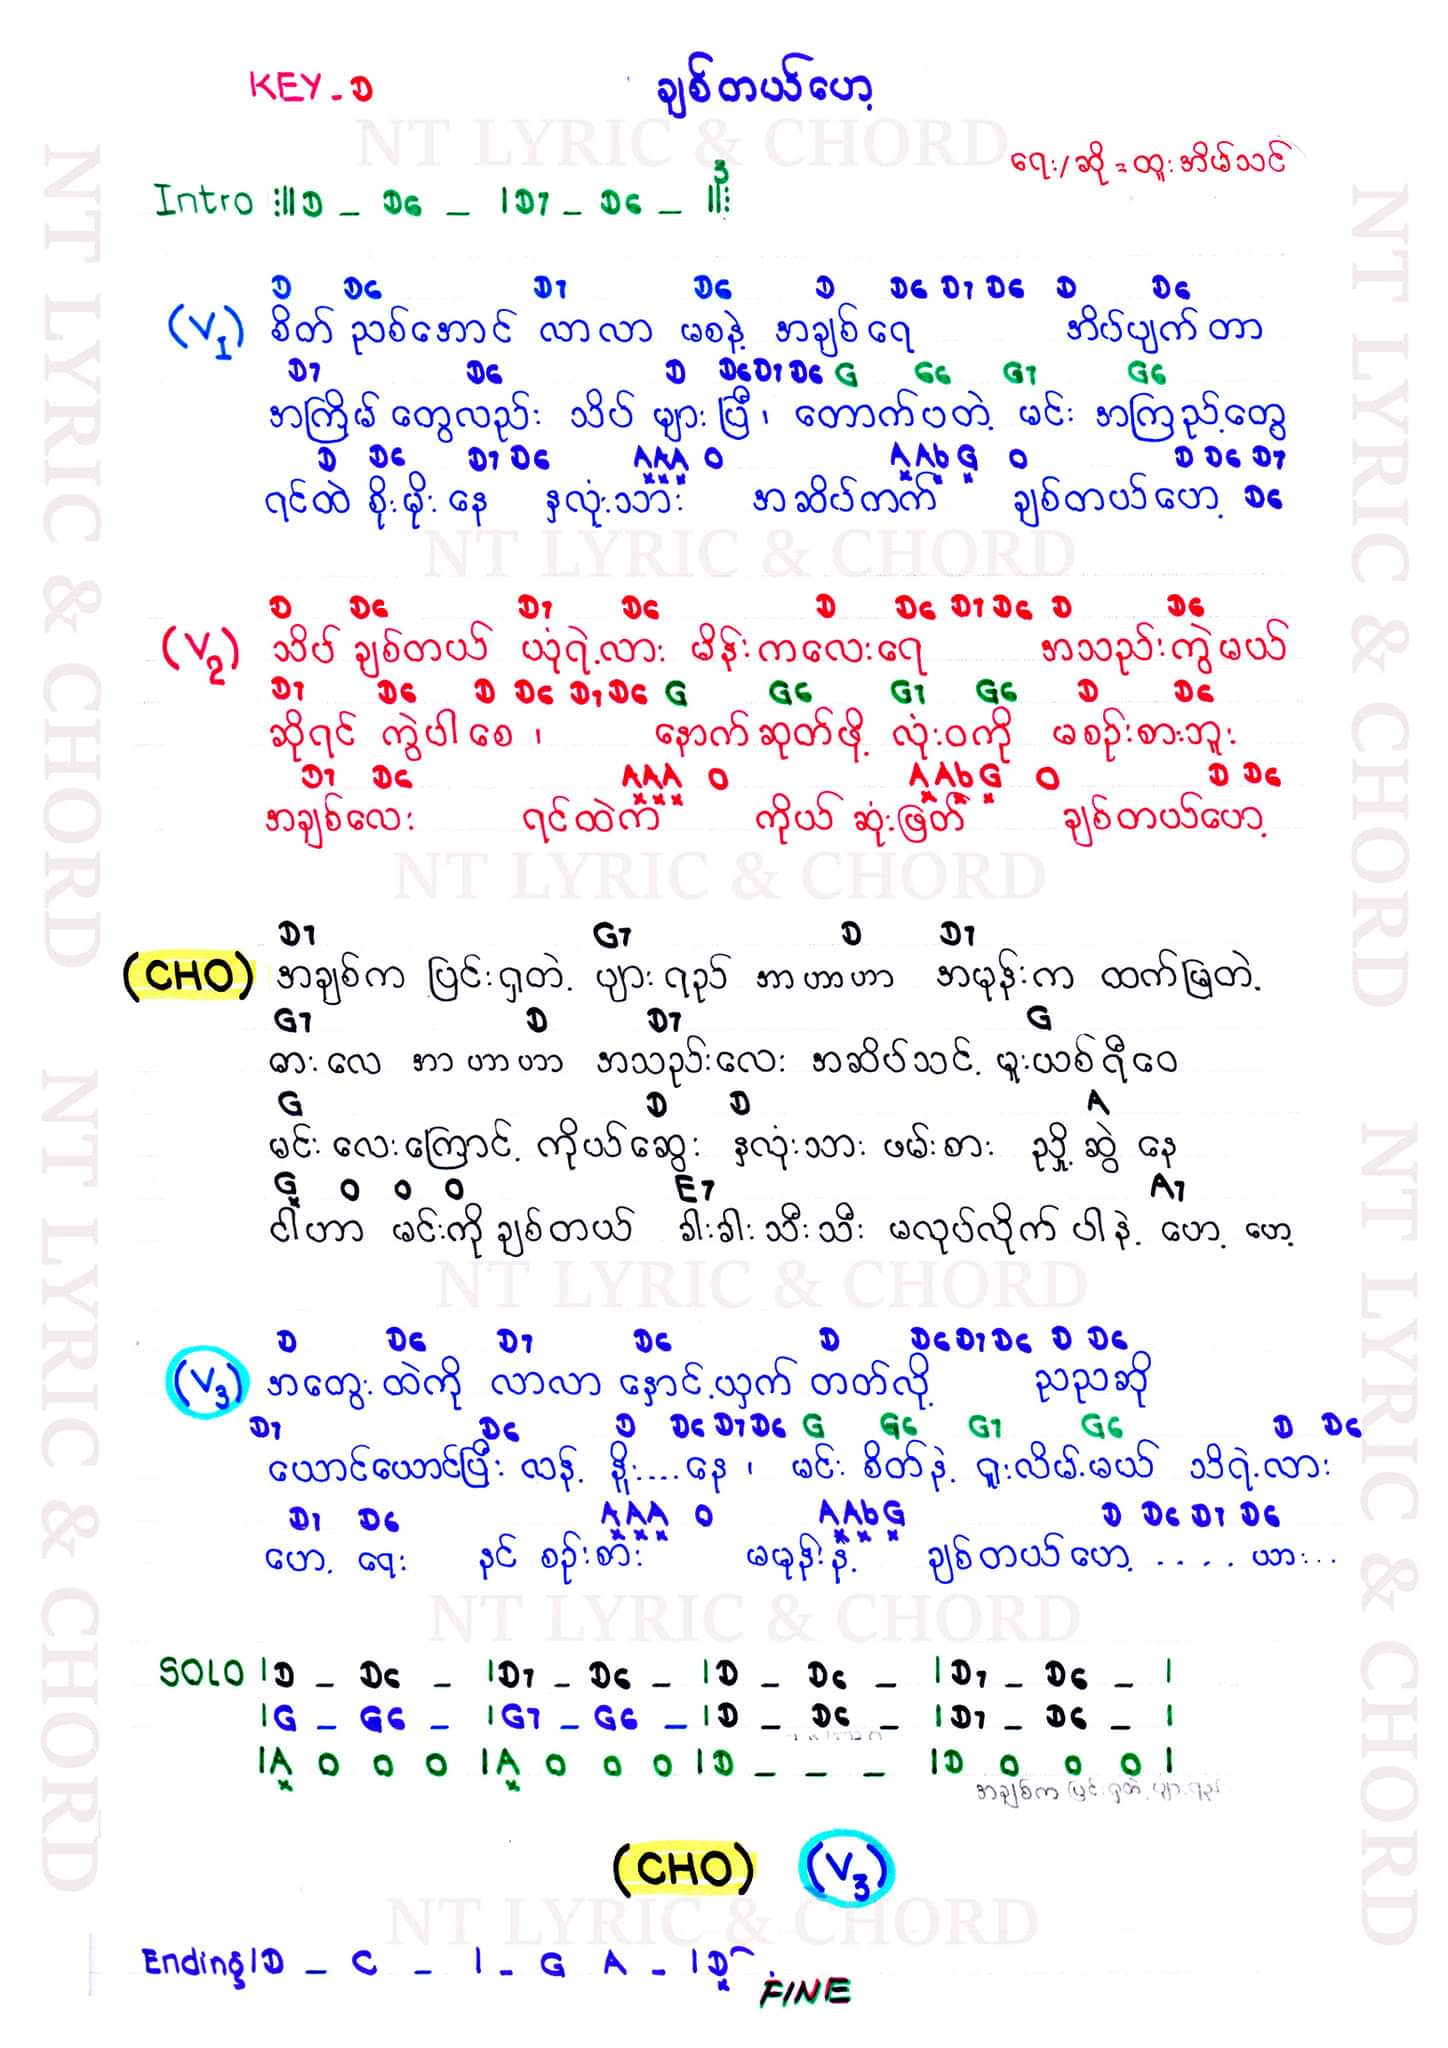 KEY - D
ချစ်တယ်ဟေ့
ရေး/ဆို = ထူးအိမ်သင်
Intro 𝄆 D _ D6 _ | D7 _ D6 _ 𝄇 3
D D6 D7 D6 D D6 D7 D6 D D6
(V1) စိတ် ညစ်အောင် လာလာ မစနဲ့ အချစ်ရေ အိပ်ပျက်တာ
D7 D6 D D6 D7 D6 G G6 G7 G6
အကြိမ် တွေလည်း သိပ် များပြီ၊ တောက်ပတဲ့ မင်း အကြည့်တွေ
D D6 D7 D6 A A A O A Ab G O D D6 D7
ရင်ထဲ စိုးမိုးနေ နှလုံးသား အဆိပ်တက် ချစ်တယ်ဟေ့ D6
D D6 D7 D6 D D6 D7 D6 D D6
(V2) သိပ် ချစ်တယ် ယုံရဲ့လား မိန်းကလေးရေ အသည်းကွဲမယ်
D7 D6 D D6 D7 D6 G G6 G7 G6 D D6
ဆိုရင် ကွဲပါစေ၊ နောက်ဆုတ်ဖို့ လုံးဝကို မစဉ်းစားဘူး
D7 D6 A A A O A Ab G O D D6
အချစ်လေး ရင်ထဲက ကိုယ် ဆုံးဖြတ် ချစ်တယ်ဟေ့
D7 G7 D D7
(CHO) အချစ်က ပြင်းရှတဲ့ ပျားရည် အာဟာဟာ အမုန်းက ထက်မြတဲ့
G7 D D7 G
ဓားလေ အာဟာဟာ အသည်းလေး အဆိပ်သင့် မူးယစ်ရီဝေ
G D D A
မင်းလေးကြောင့် ကိုယ်ဆွေး နှလုံးသား ဖမ်းစား ညှို့ဆွဲ နေ
G O O O E7 A7
ငါဟာ မင်းကိုချစ်တယ် ခါးခါးသီးသီး မလုပ်လိုက်ပါနဲ့ ဟေ့ ဟေ့
D D6 D7 D6 D D6 D7 D6 D D6
(V3) အတွေးထဲကို လာလာ နှောင့်ယှက် တတ်လို့ ညညဆို
D7 D6 D D6 D7 D6 G G6 G7 G6 D D6
ယောင်ယောင်ပြီး လန့် နိုး....နေ၊ မင်း စိတ်နဲ့ ရူးလိမ့်မယ် သိရဲ့လား
D7 D6 A A A O A Ab G D D6 D7 D6
ဟေ့ ရေး နင် စဉ်းစား မမုန်းနဲ့ ချစ်တယ်ဟေ့ .... ယား...
SOLO | D _ D6 _ | D7 _ D6 _ | D _ D6 _ | D7 _ D6 _ |
| G _ G6 _ | G7 _ G6 _ | D _ D6 _ | D7 _ D6 _ |
| A O O O | A O O O | D _ _ _ | D O O O |
အချစ်က ပြင်းရှတဲ့ ပျားရည်
(CHO) (V3)
Ending | D _ C _ | _ G A _ | D
FINE
NT LYRIC & CHORD
NT LYRIC & CHORD
NT LYRIC & CHORD
NT LYRIC & CHORD
NT LYRIC & CHORD
NT LYRIC & CHORD
NT LYRIC & CHORD
NT LYRIC & CHORD
NT LYRIC & CHORD
NT LYRIC & CHORD